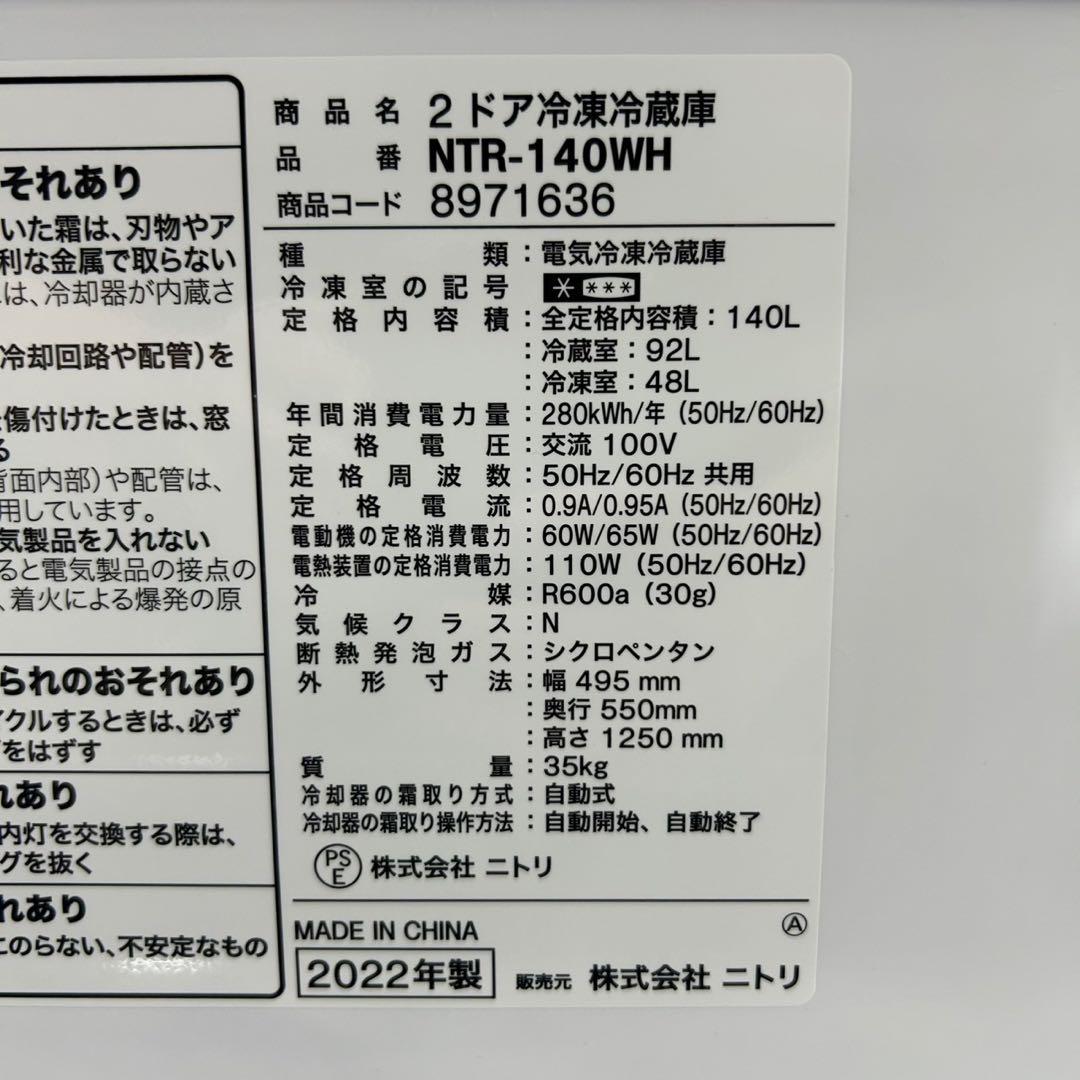 それあり
いた霜は、刃物やア
利な金属で取らない
は、冷却器が内蔵さ
冷却回路や配管)を
傷付けたときは、窓
る
背面内部)や配管は、
用しています。
気製品を入れない
ると電気製品の接点の
、着火による爆発の原
られのおそれあり
イクルするときは、必ず
をはずす
れあり
内灯を交換する際は、
グを抜く
れあり
このらない、不安定なもの
商品名 2ドア冷凍冷蔵庫
品番 NTR-140WH
商品コード 8971636
種類:電気冷凍冷蔵庫
冷凍室の記号 * ***
定格内容積:全定格内容積:140L
:冷蔵室:92L
:冷凍室:48L
年間消費電力量:280kWh/年 (50Hz/60Hz)
定格電圧:交流 100V
定格周波数:50Hz/60Hz 共用
定格電流:0.9A/0.95A (50Hz/60Hz)
電動機の定格消費電力:60W/65W (50Hz/60Hz)
電熱装置の定格消費電力:110W (50Hz/60Hz)
冷媒:R600a (30g)
気候クラス:N
断熱発泡ガス:シクロペンタン
外形寸法:幅 495 mm
:奥行 550mm
:高さ 1250 mm
質量:35kg
冷却器の霜取り方式:自動式
冷却器の霜取り操作方法:自動開始、自動終了
PSE 株式会社 ニトリ
MADE IN CHINA Ⓐ
2022年製 販売元 株式会社 ニトリ